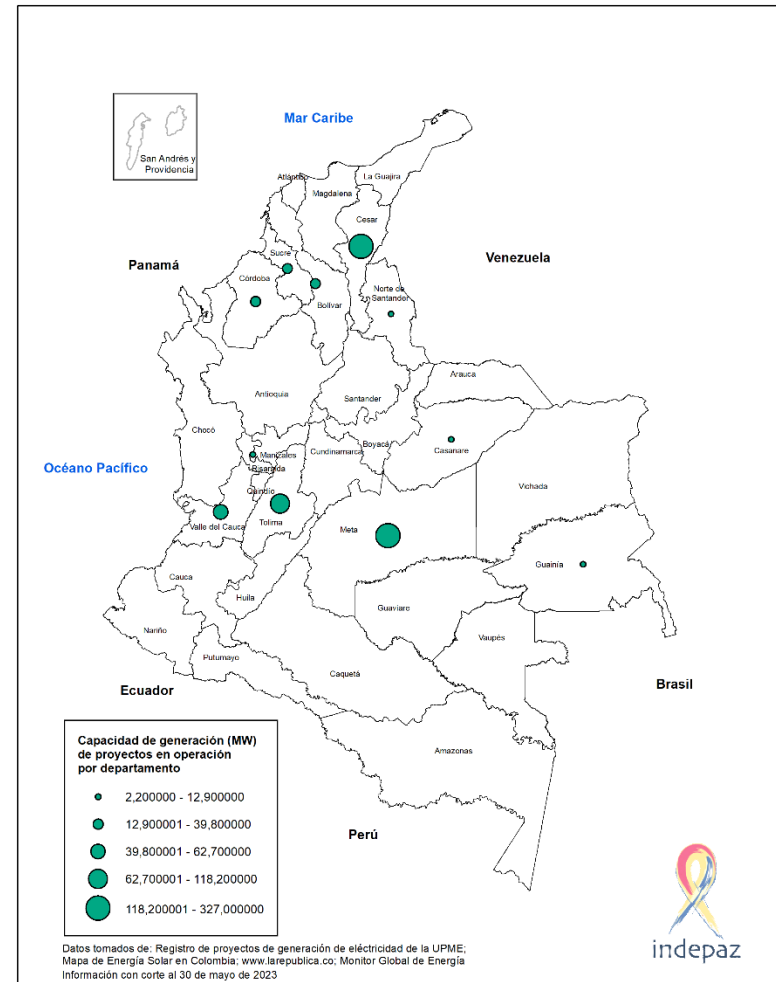 Mar Caribe
San Andrés y
Providencia
Atlántico
La Guajira
Magdalena
Cesar
Panamá
Venezuela
Sucre
Córdoba
Bolívar
Norte de
Santander
Arauca
Antioquia
Santander
Chocó
Boyacá
Manizales
Cundinamarca
Casanare
Océano Pacífico
Risaralda
Vichada
Quindío
Valle del Cauca
Tolima
Meta
Guainía
Cauca
Huila
Guaviare
Nariño
Vaupés
Putumayo
Caquetá
Ecuador
Brasil
Amazonas
Perú
Capacidad de generación (MW)
de proyectos en operación
por departamento
2,200000 - 12,900000
12,900001 - 39,800000
39,800001 - 62,700000
62,700001 - 118,200000
118,200001 - 327,000000
indepaz
Datos tomados de: Registro de proyectos de generación de eléctricidad de la UPME;
Mapa de Energía Solar en Colombia; www.larepublica.co; Monitor Global de Energía
Información con corte al 30 de mayo de 2023